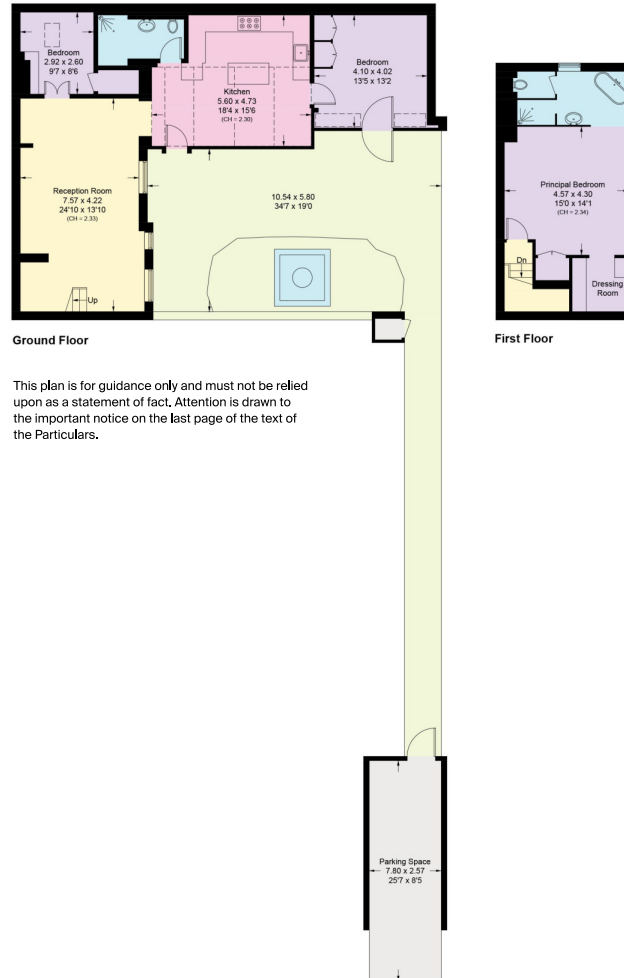 Bedroom
2.92 x 2.60
9'7 x 8'6
Kitchen
5.60 x 4.73
18'4 x 15'6
(CH = 2.30)
Bedroom
4.10 x 4.02
13'5 x 13'2
Reception Room
7.57 x 4.22
24'10 x 13'10
(CH = 2.33)
Up
10.54 x 5.80
34'7 x 19'0
Ground Floor
Principal Bedroom
4.57 x 4.30
15'0 x 14'1
(CH = 2.34)
Dn
Dressing
Room
First Floor
This plan is for guidance only and must not be relied
upon as a statement of fact. Attention is drawn to
the important notice on the last page of the text of
the Particulars.
Parking Space
7.80 x 2.57
25'7 x 8'5